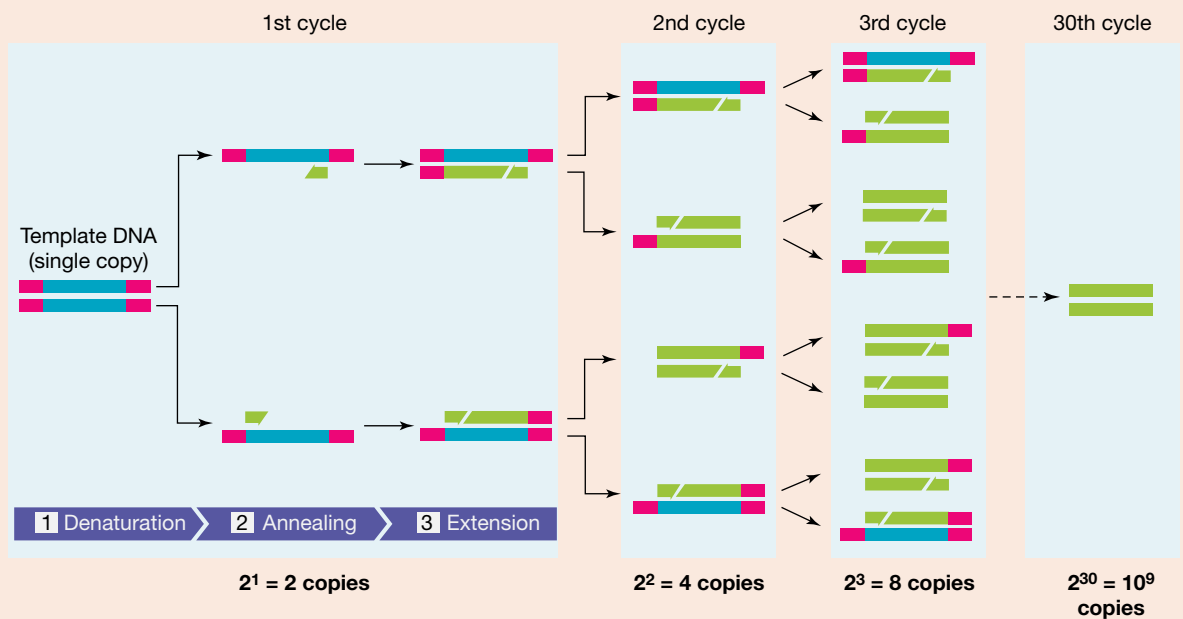 1st cycle
2nd cycle
3rd cycle
30th cycle
Template DNA
(single copy)
1 Denaturation
2 Annealing
3 Extension
2¹ = 2 copies
2² = 4 copies
2³ = 8 copies
2³⁰ = 10⁹
copies